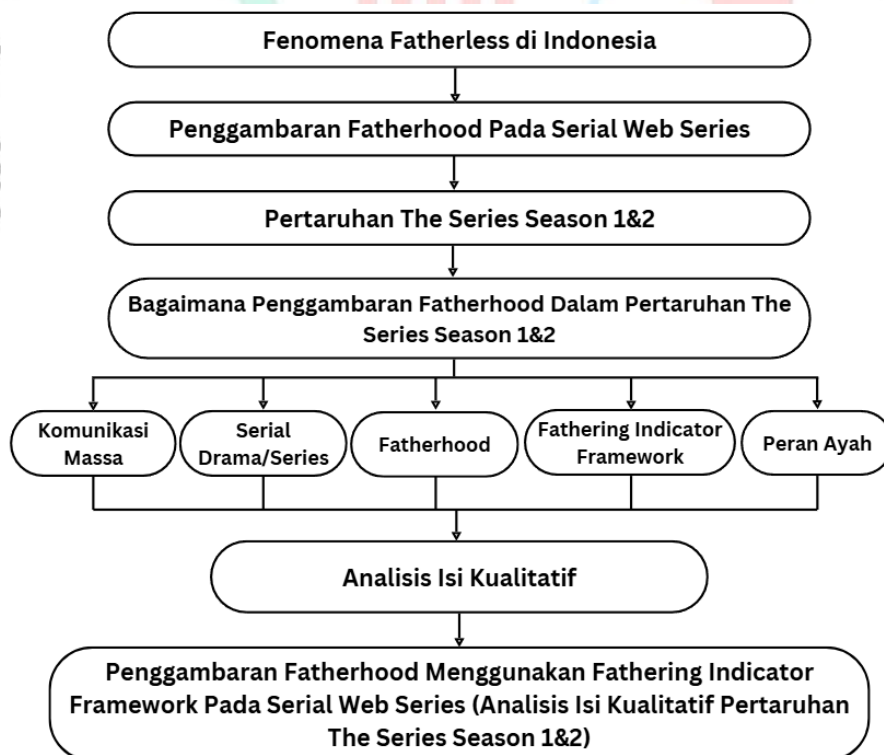 Fenomena Fatherless di Indonesia
Penggambaran Fatherhood Pada Serial Web Series
Pertaruhan The Series Season 1&2
Bagaimana Penggambaran Fatherhood Dalam Pertaruhan The
Series Season 1&2
Komunikasi
Massa
Serial
Drama/Series
Fatherhood
Fathering Indicator
Framework
Peran Ayah
Analisis Isi Kualitatif
Penggambaran Fatherhood Menggunakan Fathering Indicator
Framework Pada Serial Web Series (Analisis Isi Kualitatif Pertaruhan
The Series Season 1&2)